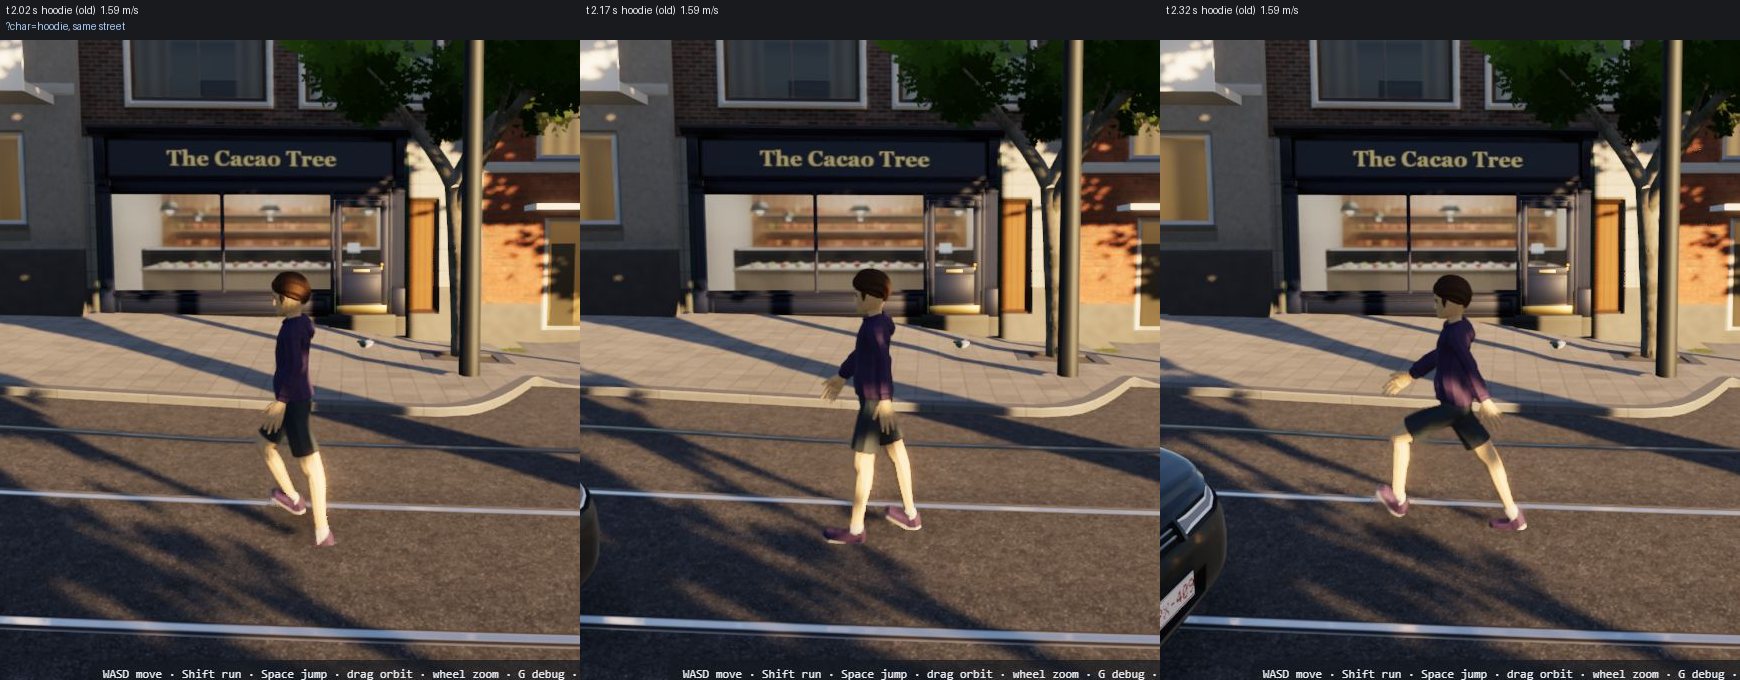 t 2.02 s hoodie (old) 1.59 m/s
?char=hoodie, same street
The Cacao Tree
WASD move · Shift run · Space jump · drag orbit · wheel zoom · G debug ·
t 2.17 s hoodie (old) 1.59 m/s
The Cacao Tree
WASD move · Shift run · Space jump · drag orbit · wheel zoom · G debug ·
t 2.32 s hoodie (old) 1.59 m/s
The Cacao Tree
WASD move · Shift run · Space jump · drag orbit · wheel zoom · G debug ·